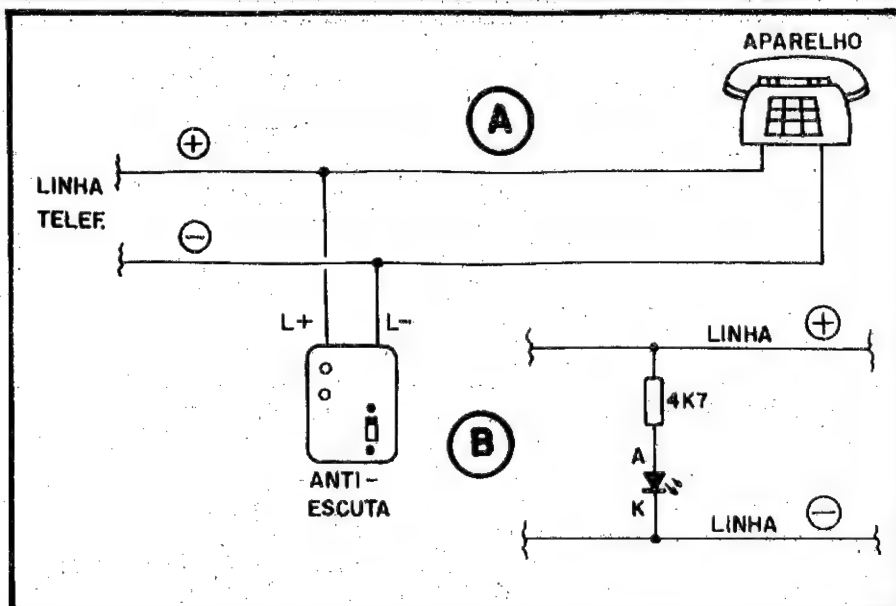 APARELHO
A
+
LINHA
TELEF.
−
L+ L−
LINHA +
4K7
B
A
K
ANTI-
ESCUTA
LINHA −